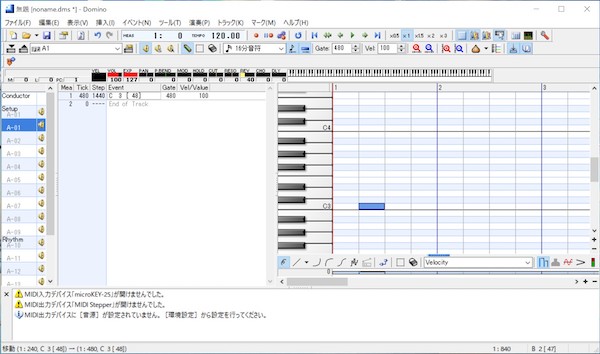 無題 [noname.dms *] - Domino
ファイル(F) 編集(E) 表示(V) 挿入(I) イベント(N) ツール(T) 演奏(P) トラック(K) マーク(M) ヘルプ(H)
MEAS 1: 0 TEMPO 120.00 x0.5 x1 x1.5 x2 x3
16分音符 Gate: 480 Vel: 100
VEL VOL EXP PAN P.BEND MOD HOLD CUT RESO REV CHO DLY
100 127 0 40 0
Conductor
Setup
A-01
A-02
A-03
A-04
A-05
A-06
A-07
A-08
A-09
Rhythm
A-10
A-11
Mea Tick Step Event Gate Vel/Value
1 480 1440 C 3 [ 48] 480 100
2 0 ---- End of Track
1 2 3
C4
C3
Velocity
0
MIDI入力デバイス「microKEY-25」が開けませんでした。
MIDI出力デバイス「MIDI Stepper」が開けませんでした。
MIDI出力デバイスに [音源] が設定されていません。[環境設定] から設定を行ってください。
移動 (1: 240, C 3 [ 48]) → (1: 480, C 3 [ 48]) 1: 840 B 2 [ 47]